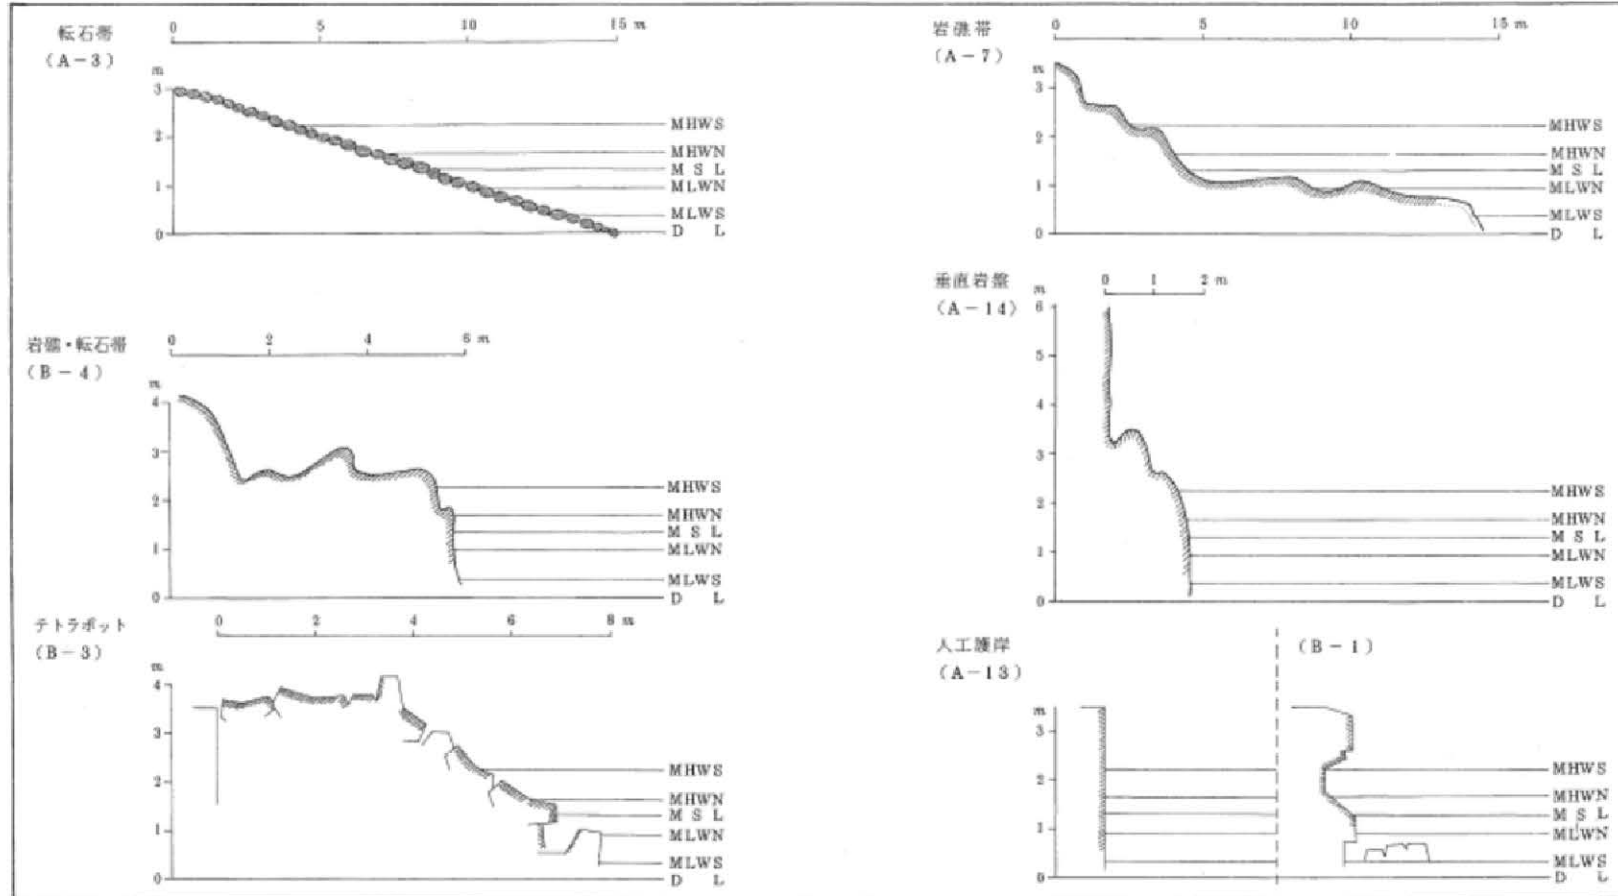 転石帯
(A-3)
0 5 10 15 m
m
3
2
1
0
MHWS
MHWN
M S L
MLWN
MLWS
D L
岩礁帯
(A-7)
0 5 10 15 m
m
3
2
1
0
MHWS
MHWN
M S L
MLWN
MLWS
D L
岩礁・転石帯
(B-4)
0 2 4 6 m
m
4
3
2
1
0
MHWS
MHWN
M S L
MLWN
MLWS
D L
垂直岩盤
(A-14)
0 1 2 m
m
6
5
4
3
2
1
0
MHWS
MHWN
M S L
MLWN
MLWS
D L
テトラポット
(B-3)
0 2 4 6 8 m
m
4
3
2
1
0
MHWS
MHWN
M S L
MLWN
MLWS
D L
人工護岸
(A-13)
(B-1)
m
3
2
1
0
MHWS
MHWN
M S L
MLWN
MLWS
D L